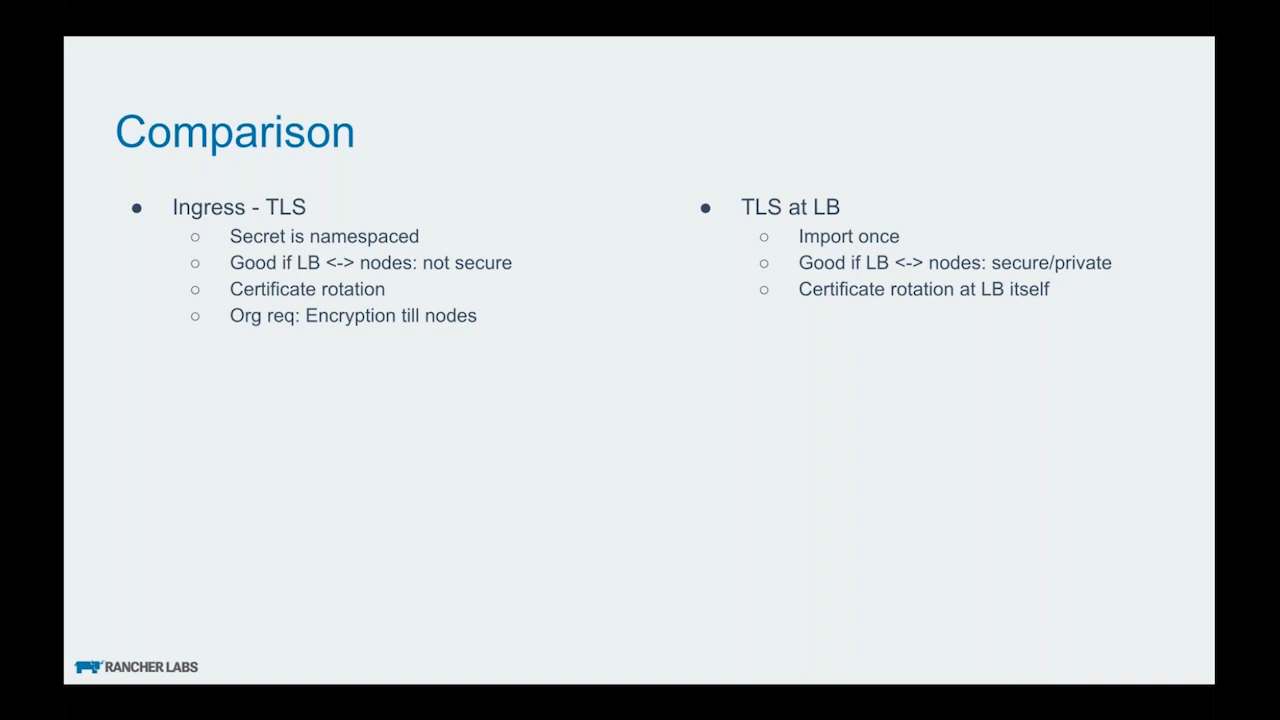 Comparison
● Ingress - TLS
○ Secret is namespaced
○ Good if LB <-> nodes: not secure
○ Certificate rotation
○ Org req: Encryption till nodes
● TLS at LB
○ Import once
○ Good if LB <-> nodes: secure/private
○ Certificate rotation at LB itself
RANCHER LABS